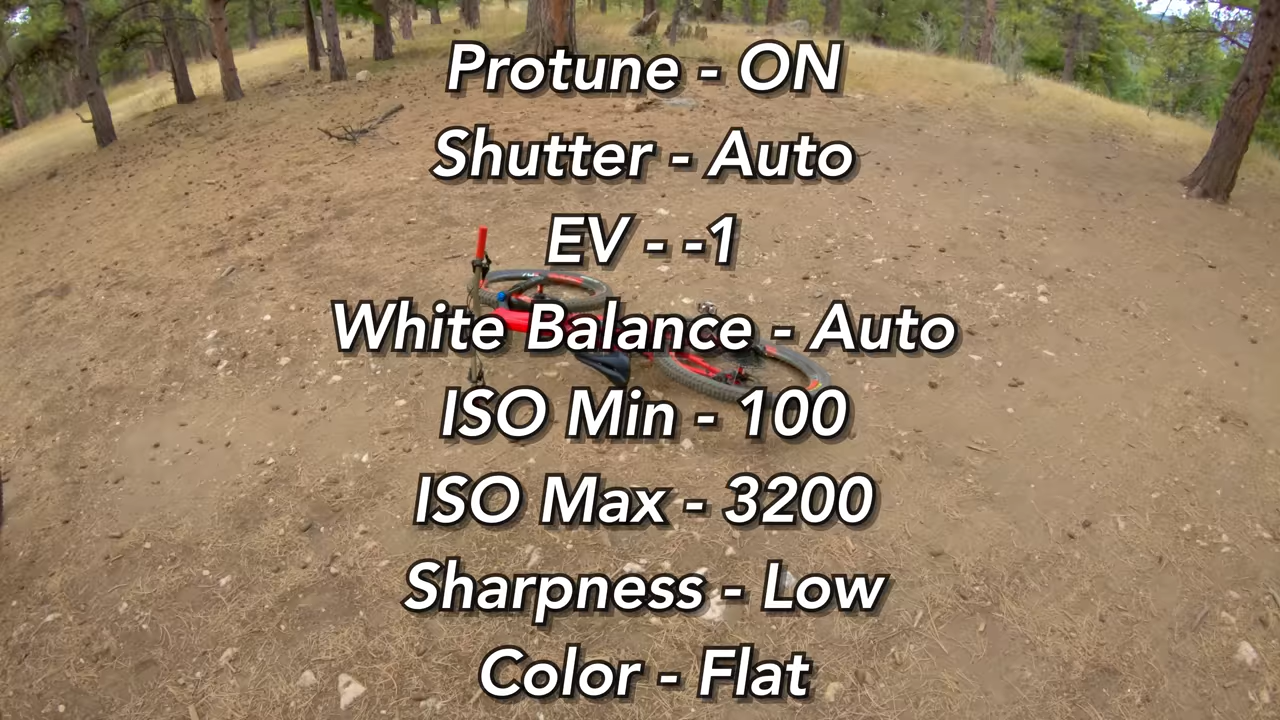 Protune - ON
Shutter - Auto
EV - -1
White Balance - Auto
ISO Min - 100
ISO Max - 3200
Sharpness - Low
Color - Flat